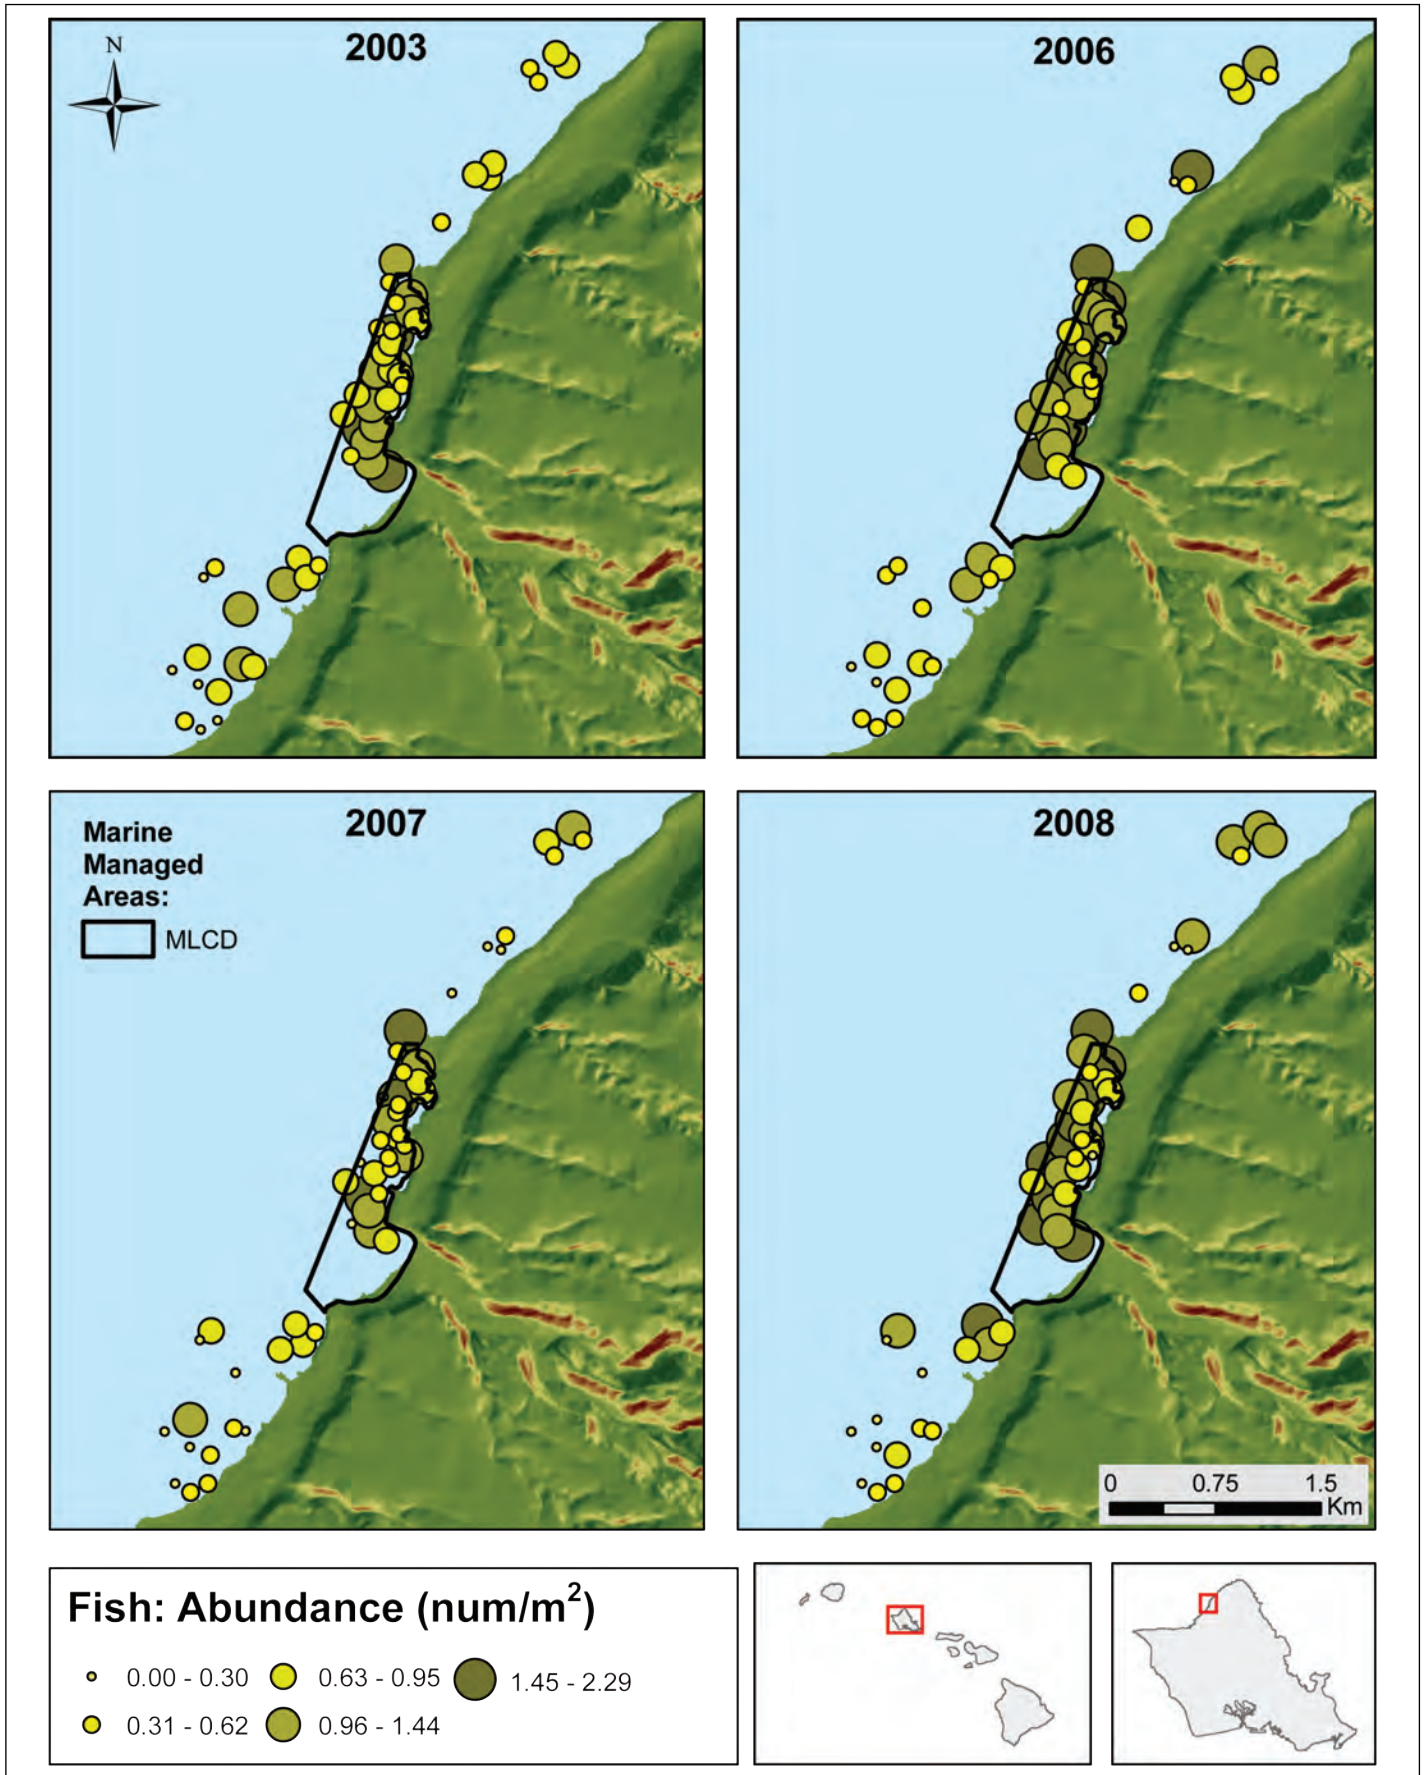 2003
N
2006
2007
Marine
Managed
Areas:
MLCD
2008
0 0.75 1.5
Km
Fish: Abundance (num/m²)
0.00 - 0.30 0.63 - 0.95 1.45 - 2.29
0.31 - 0.62 0.96 - 1.44